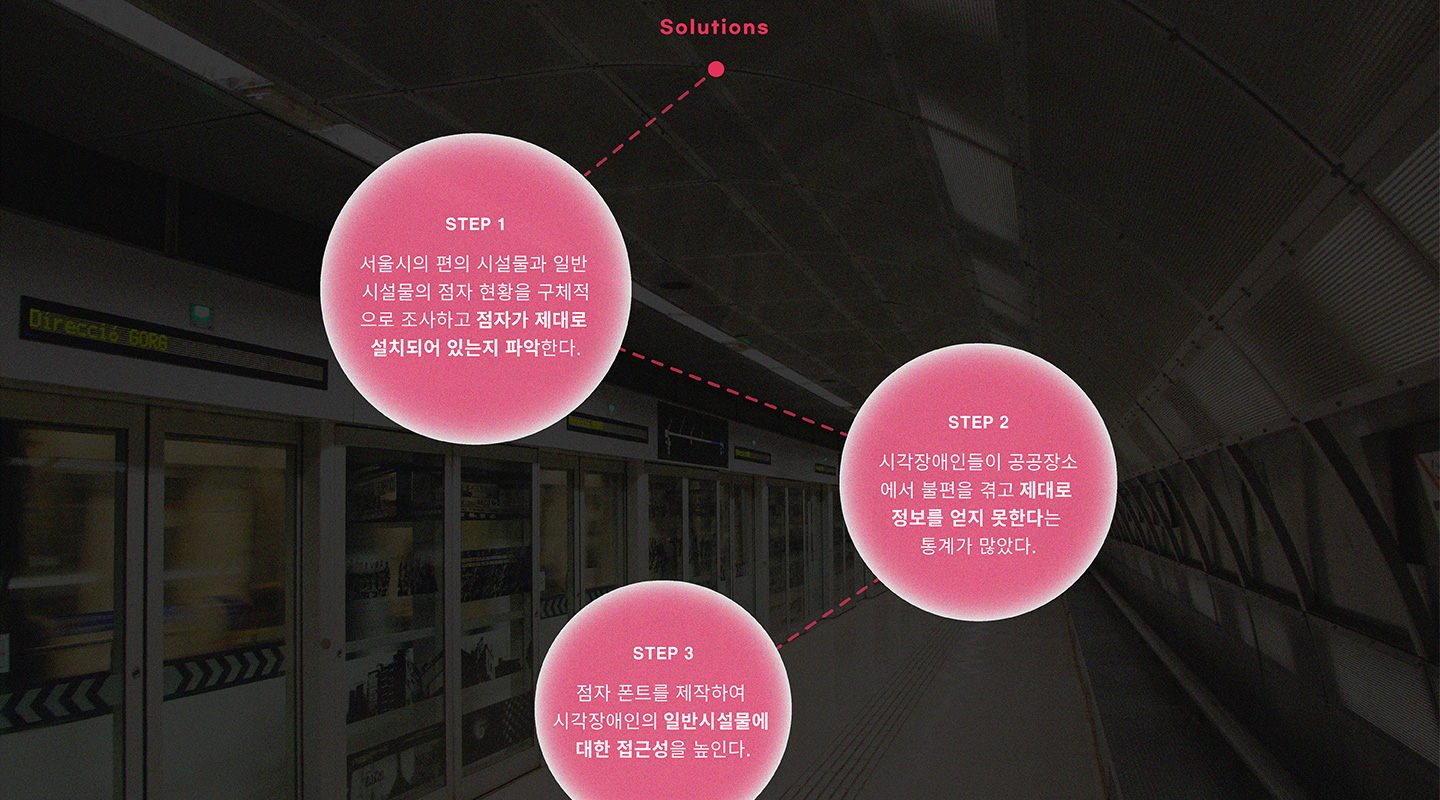 Solutions
STEP 1
서울시의 편의 시설물과 일반
시설물의 점자 현황을 구체적
으로 조사하고 점자가 제대로
설치되어 있는지 파악한다.
Direcció GORG
STEP 2
시각장애인들이 공공장소
에서 불편을 겪고 제대로
정보를 얻지 못한다는
통계가 많았다.
STEP 3
점자 폰트를 제작하여
시각장애인의 일반시설물에
대한 접근성을 높인다.